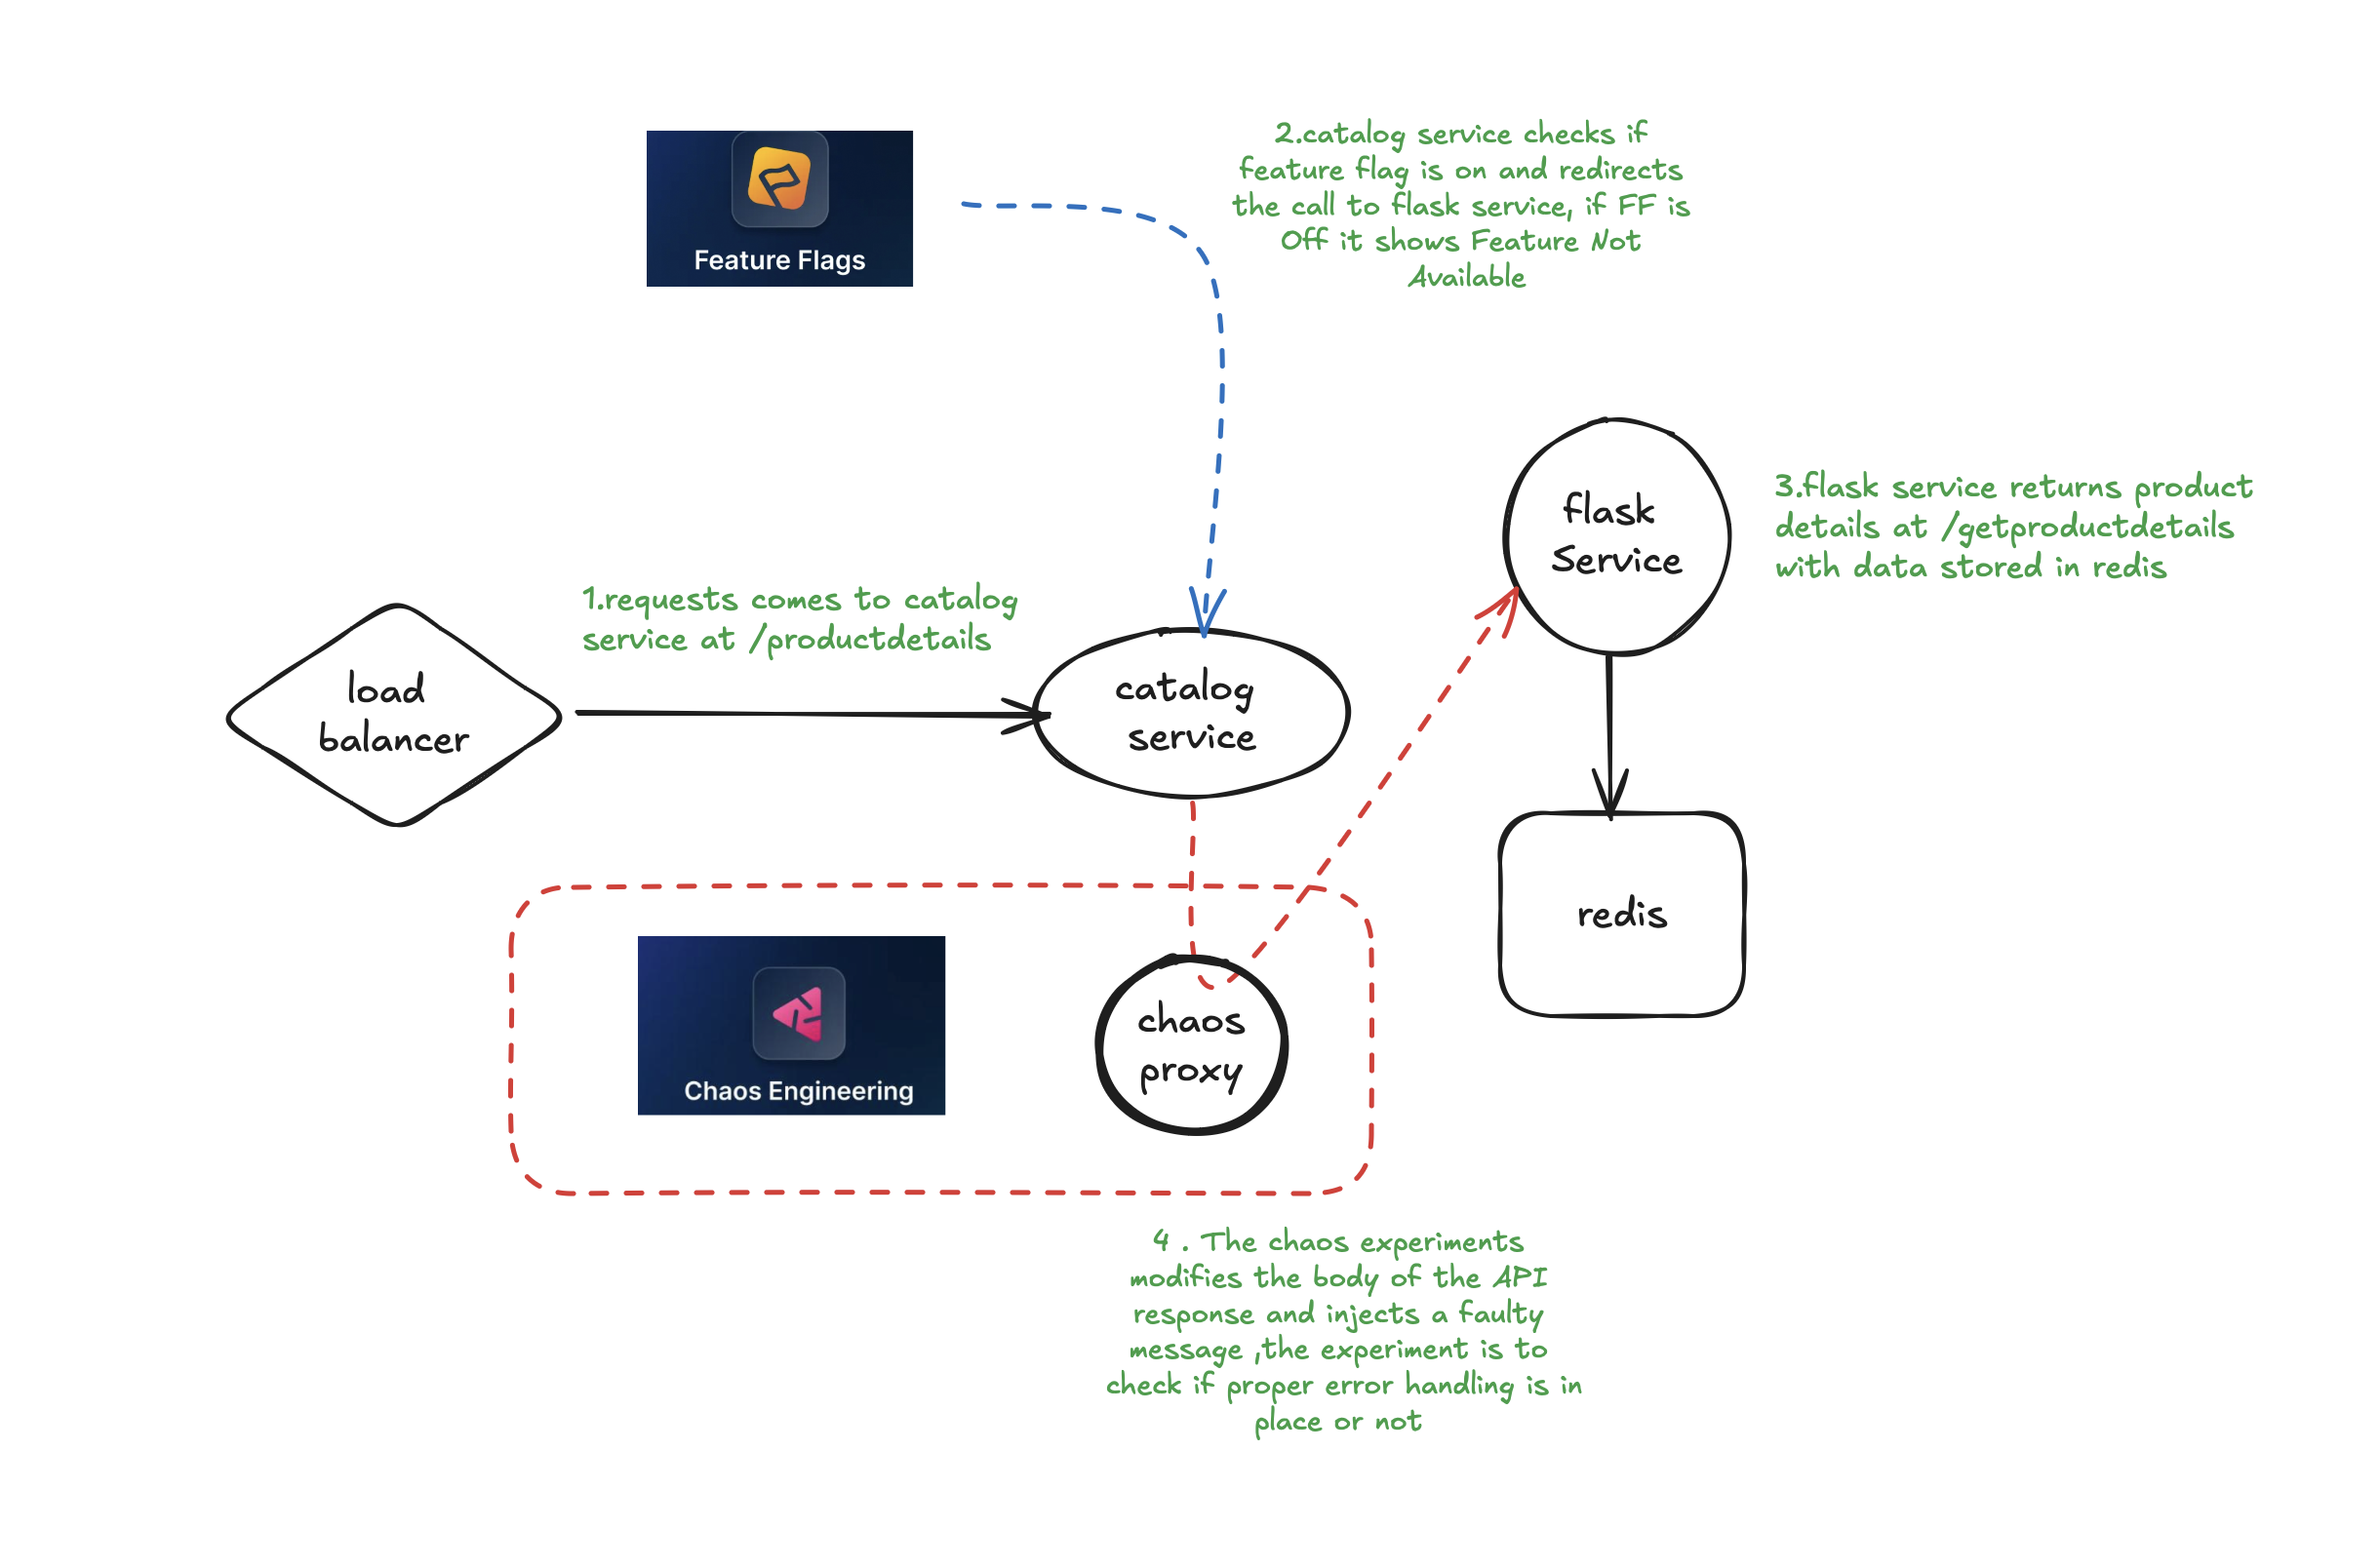 Feature Flags
2.catalog service checks if
feature flag is on and redirects
the call to flask service, if FF is
Off it shows Feature Not
Available
flask
Service
3.flask service returns product
details at /getproductdetails
with data stored in redis
1.requests comes to catalog
service at /productdetails
load
balancer
catalog
service
redis
Chaos Engineering
chaos
proxy
4 . The chaos experiments
modifies the body of the API
response and injects a faulty
message ,the experiment is to
check if proper error handling is in
place or not